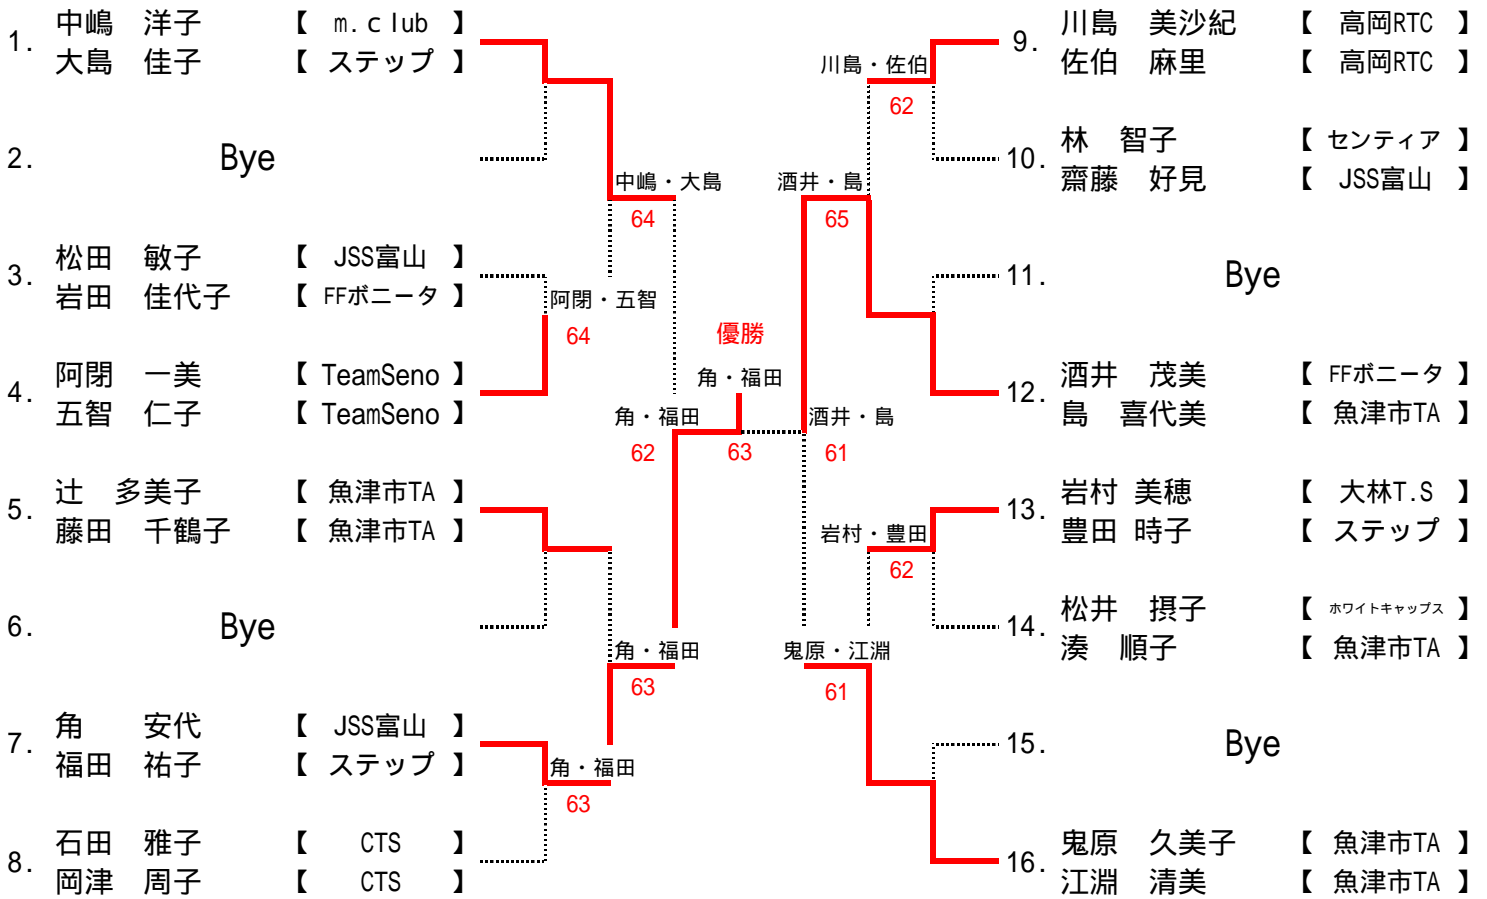 1. 中嶋 洋子 【 m.club 】
大島 佳子 【 ステップ 】
2. Bye
3. 松田 敏子 【 JSS富山 】
岩田 佳代子 【 FFボニータ 】
4. 阿閉 一美 【 TeamSeno 】
五智 仁子 【 TeamSeno 】
5. 辻 多美子 【 魚津市TA 】
藤田 千鶴子 【 魚津市TA 】
6. Bye
7. 角 安代 【 JSS富山 】
福田 祐子 【 ステップ 】
8. 石田 雅子 【 CTS 】
岡津 周子 【 CTS 】
阿閉・五智
64
角・福田
63
中嶋・大島
64
角・福田
63
角・福田
62
優勝
角・福田
63
酒井・島
61
酒井・島
65
鬼原・江淵
61
川島・佐伯
62
岩村・豊田
62
9. 川島 美沙紀 【 高岡RTC 】
佐伯 麻里 【 高岡RTC 】
10. 林 智子 【 センティア 】
齋藤 好見 【 JSS富山 】
11. Bye
12. 酒井 茂美 【 FFボニータ 】
島 喜代美 【 魚津市TA 】
13. 岩村 美穂 【 大林T.S 】
豊田 時子 【 ステップ 】
14. 松井 摂子 【 ホワイトキャップス 】
湊 順子 【 魚津市TA 】
15. Bye
16. 鬼原 久美子 【 魚津市TA 】
江淵 清美 【 魚津市TA 】